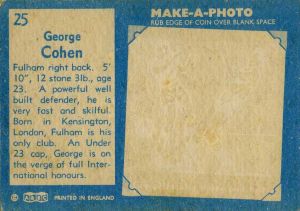 25
George
Cohen
Fulham right back. 5'
10", 12 stone 3lb., age
23. A powerful well
built defender, he is
very fast and skilful.
Born in Kensington,
London, Fulham is his
only club. An Under
23 cap, George is on
the verge of full Inter-
national honours.
A&BC PRINTED IN ENGLAND
MAKE-A-PHOTO
RUB EDGE OF COIN OVER BLANK SPACE